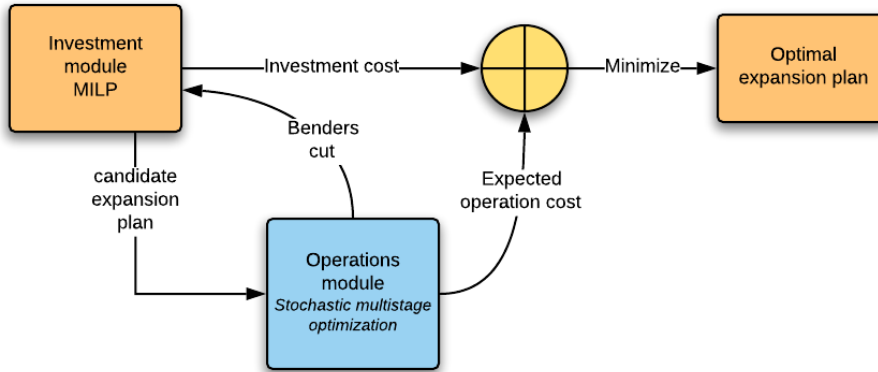 Investment
module
MILP
Investment cost
Minimize
Optimal
expansion plan
Benders
cut
candidate
expansion
plan
Expected
operation cost
Operations
module
Stochastic multistage
optimization